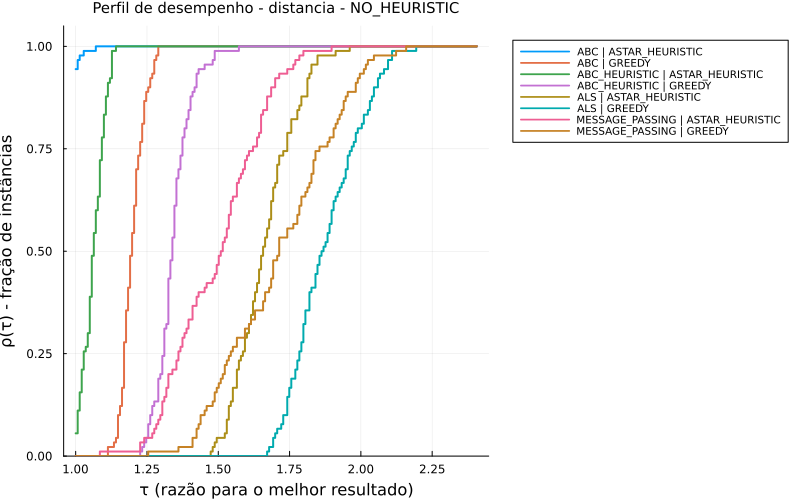 Perfil de desempenho - distancia - NO_HEURISTIC
ρ(τ) - fração de instâncias
1.00
0.75
0.50
0.25
0.00
1.00 1.25 1.50 1.75 2.00 2.25
τ (razão para o melhor resultado)
ABC | ASTAR_HEURISTIC
ABC | GREEDY
ABC_HEURISTIC | ASTAR_HEURISTIC
ABC_HEURISTIC | GREEDY
ALS | ASTAR_HEURISTIC
ALS | GREEDY
MESSAGE_PASSING | ASTAR_HEURISTIC
MESSAGE_PASSING | GREEDY